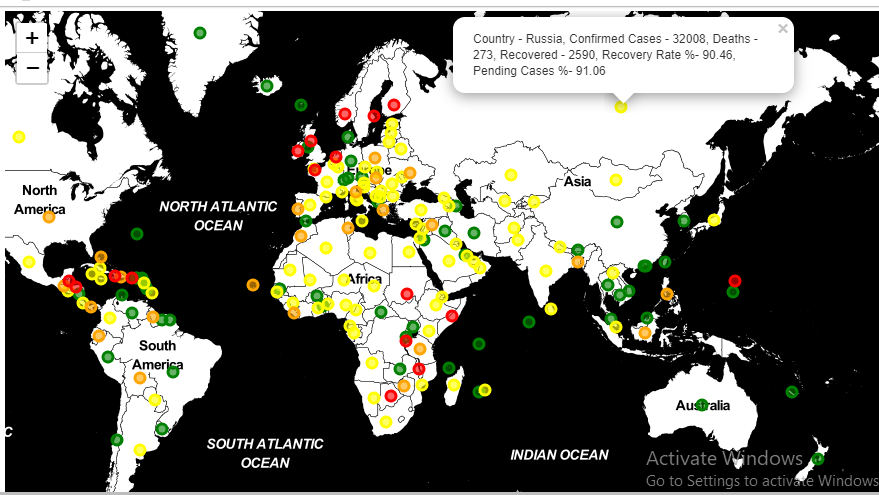 +
−
Country - Russia, Confirmed Cases - 32008, Deaths -
273, Recovered - 2590, Recovery Rate %- 90.46,
Pending Cases %- 91.06
×
North
America
NORTH ATLANTIC
OCEAN
Europe
Asia
Africa
South
America
C
SOUTH ATLANTIC
OCEAN
INDIAN OCEAN
Australia
Activate Windows
Go to Settings to activate Windows